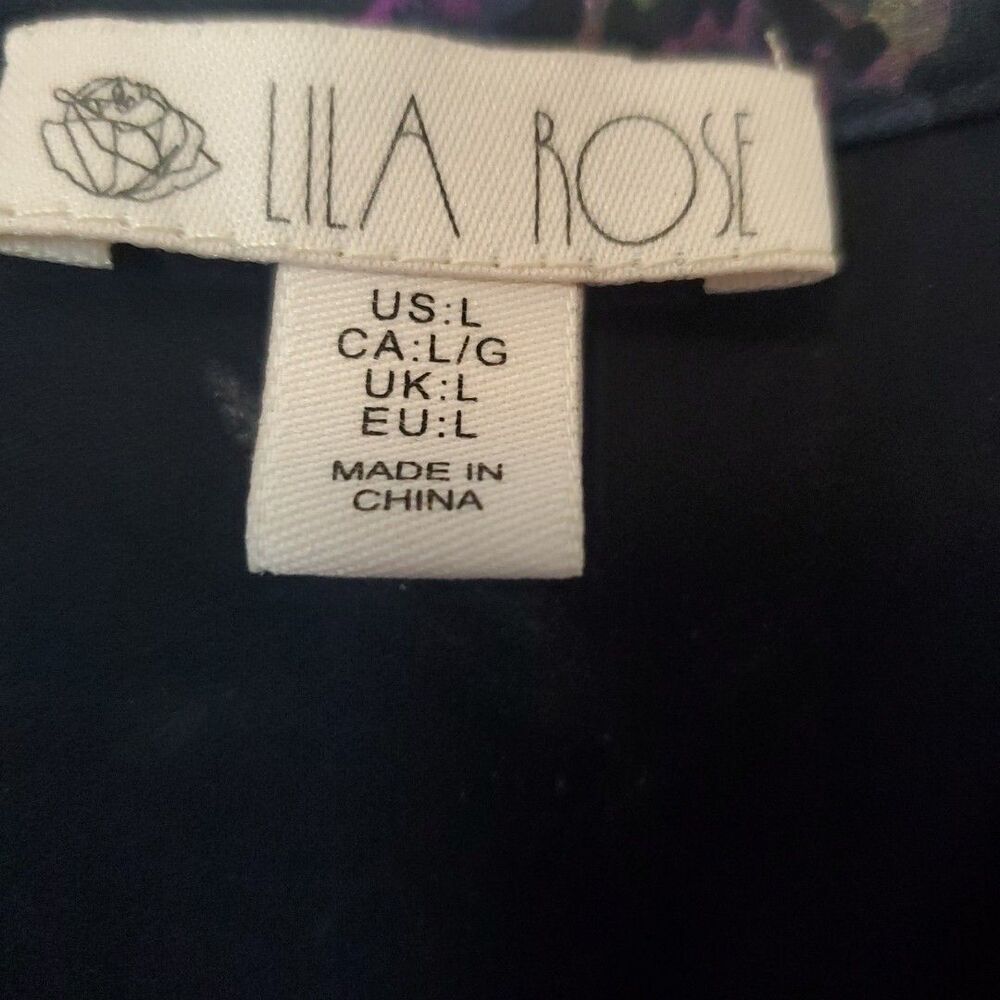 LILA ROSE
US:L
CA:L/G
UK:L
EU:L
MADE IN
CHINA